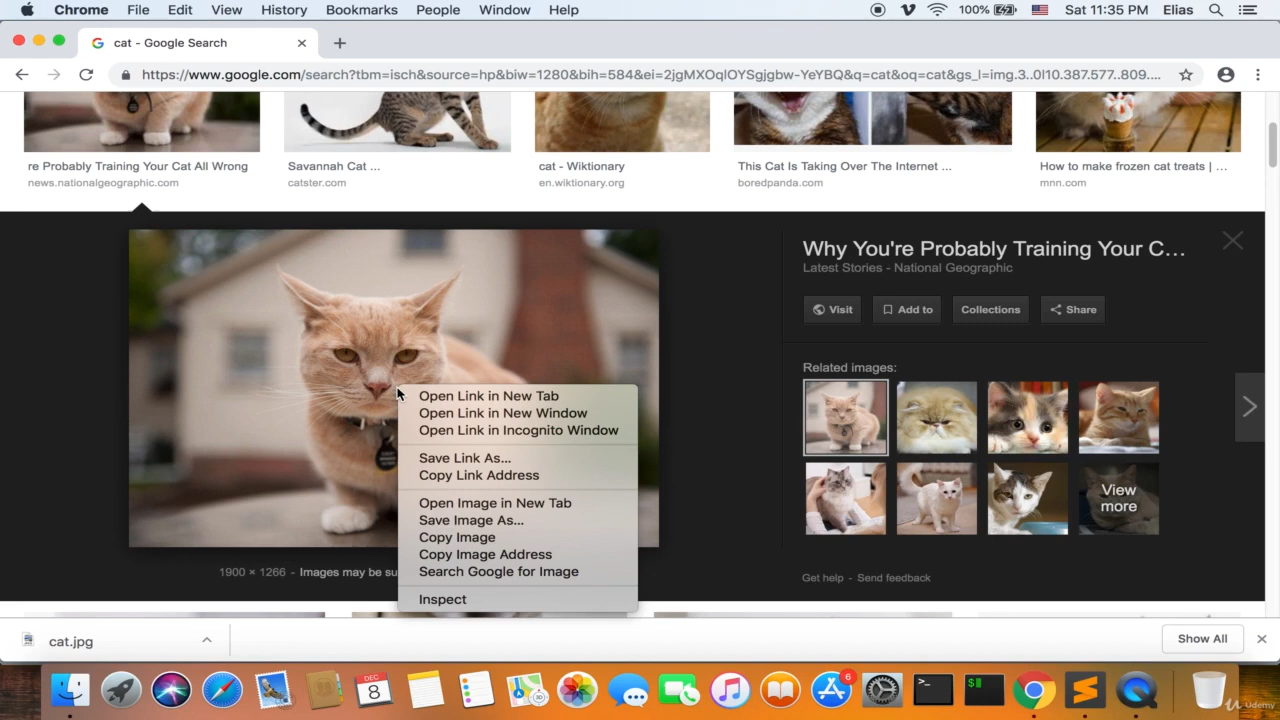 Chrome File Edit View History Bookmarks People Window Help 100% Sat 11:35 PM Elias
cat - Google Search
https://www.google.com/search?tbm=isch&source=hp&biw=1280&bih=584&ei=2jgMXOqlOYSgjgbw-YeYBQ&q=cat&oq=cat&gs_l=img.3..0l10.387.577..809....
re Probably Training Your Cat All Wrong
news.nationalgeographic.com
Savannah Cat ...
catster.com
cat - Wiktionary
en.wiktionary.org
This Cat Is Taking Over The Internet ...
boredpanda.com
How to make frozen cat treats | ...
mnn.com
Why You're Probably Training Your C...
Latest Stories - National Geographic
Visit
Add to
Collections
Share
Related images:
View
more
Get help - Send feedback
Open Link in New Tab
Open Link in New Window
Open Link in Incognito Window
Save Link As...
Copy Link Address
Open Image in New Tab
Save Image As...
Copy Image
Copy Image Address
Search Google for Image
Inspect
1900 × 1266 - Images may be su
cat.jpg
Show All
DEC
8
3D
6
>_
$
Udemy